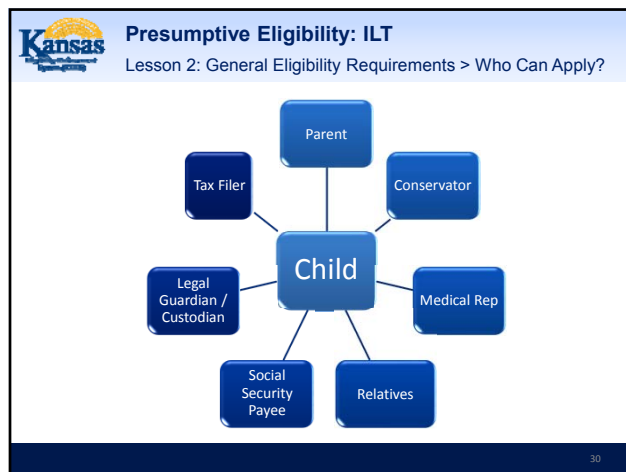 Kansas
Presumptive Eligibility: ILT
Lesson 2: General Eligibility Requirements > Who Can Apply?
Parent
Tax Filer
Conservator
Child
Legal
Guardian /
Custodian
Medical Rep
Social
Security
Payee
Relatives
30